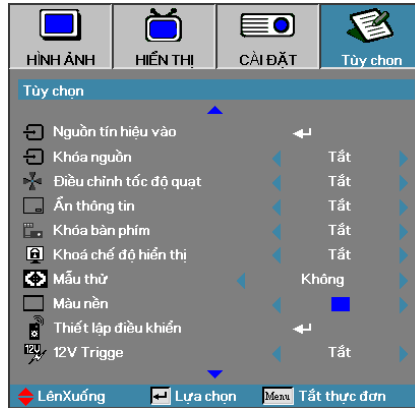 HÌNH ẢNH HIỂN THỊ CÀI ĐẶT Tùy chon
Tùy chọn
Nguồn tín hiệu vào
Khóa nguồn Tắt
Điều chỉnh tốc độ quạt Tắt
Ẩn thông tin Tắt
Khóa bàn phím Tắt
Khoá chế độ hiển thị Tắt
Mẫu thử Không
Màu nền
Thiết lập điều khiển
12V 12V Trigge Tắt
LênXuống Lựa chọn Menu Tắt thực đơn